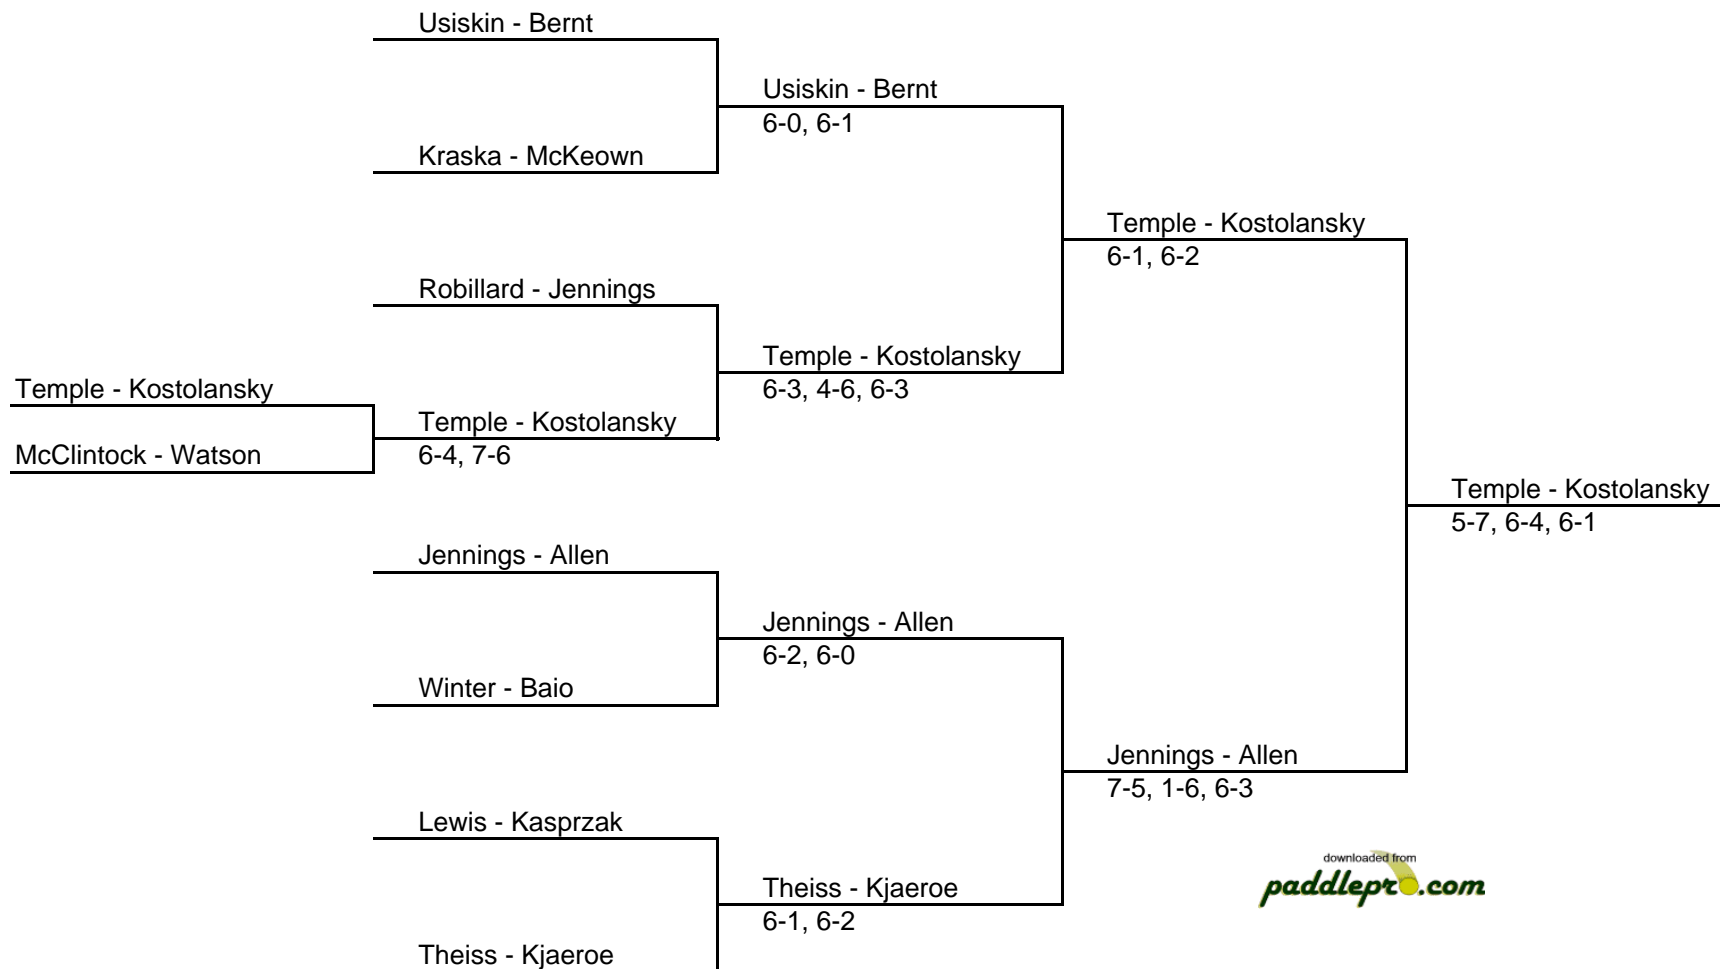 Usiskin - Bernt
Usiskin - Bernt
6-0, 6-1
Kraska - McKeown
Temple - Kostolansky
6-1, 6-2
Robillard - Jennings
Temple - Kostolansky
6-3, 4-6, 6-3
Temple - Kostolansky
Temple - Kostolansky
6-4, 7-6
McClintock - Watson
Temple - Kostolansky
5-7, 6-4, 6-1
Jennings - Allen
Jennings - Allen
6-2, 6-0
Winter - Baio
Jennings - Allen
7-5, 1-6, 6-3
Lewis - Kasprzak
Theiss - Kjaeroe
6-1, 6-2
Theiss - Kjaeroe
downloaded from
paddlepro.com